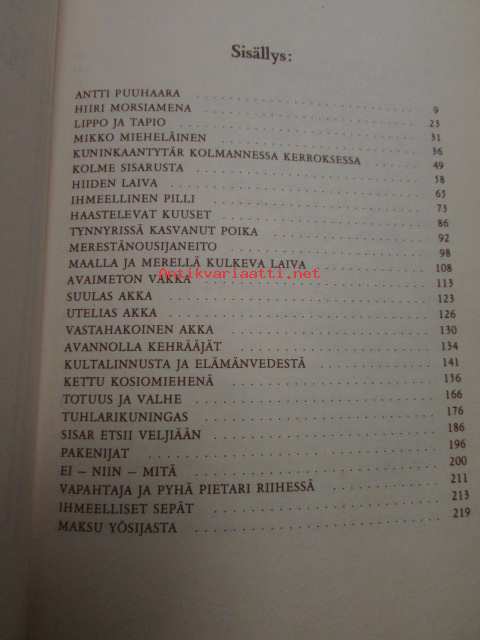 Sisällys:
ANTTI PUUHAARA . . . . . 9
HIIRI MORSIAMENA . . . . . 23
LIPPO JA TAPIO . . . . . 31
MIKKO MIEHELÄINEN . . . . . 36
KUNINKAANTYTÄR KOLMANNESSA KERROKSESSA . . . . . 49
KOLME SISARUSTA . . . . . 58
HIIDEN LAIVA . . . . . 63
IHMEELLINEN PILLI . . . . . 73
HAASTELEVAT KUUSET . . . . . 86
TYNNYRISSÄ KASVANUT POIKA . . . . . 92
MERESTÄNOUSIJANEITO . . . . . 98
MAALLA JA MERELLÄ KULKEVA LAIVA . . . . . 108
Antikvariaatti.net
AVAIMETON VAKKA . . . . . 113
SUULAS AKKA . . . . . 123
UTELIAS AKKA . . . . . 126
VASTAHAKOINEN AKKA . . . . . 130
AVANNOLLA KEHRÄÄJÄT . . . . . 134
KULTALINNUSTA JA ELÄMÄNVEDESTÄ . . . . . 141
KETTU KOSIOMIEHENÄ . . . . . 136
TOTUUS JA VALHE . . . . . 166
TUHLARIKUNINGAS . . . . . 176
SISAR ETSII VELJIÄÄN . . . . . 186
PAKENIJAT . . . . . 196
EI – NIIN – MITÄ . . . . . 200
VAPAHTAJA JA PYHÄ PIETARI RIIHESSÄ . . . . . 211
IHMEELLISET SEPÄT . . . . . 213
MAKSU YÖSIJASTA . . . . . 219